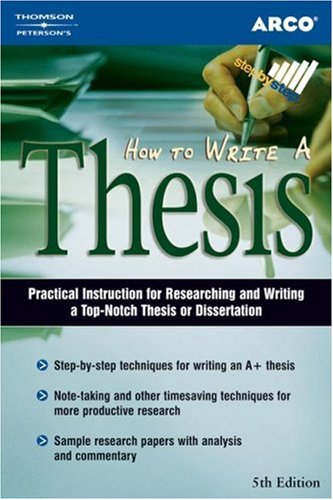 THOMSON
PETERSON'S
ARCO
step by step
HOW TO WRITE A
Thesis
Practical Instruction for Researching and Writing
a Top-Notch Thesis or Dissertation
Step-by-step techniques for writing an A+ thesis
Note-taking and other timesaving techniques for
more productive research
Sample research papers with analysis
and commentary
5th Edition